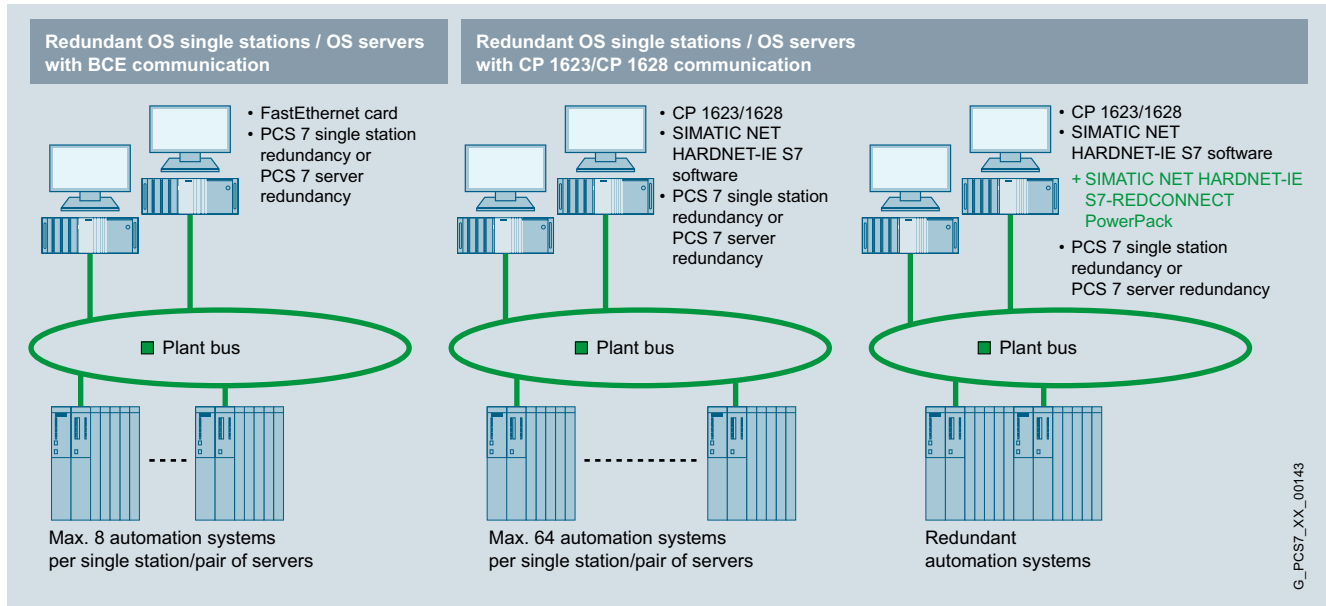 Redundant OS single stations / OS servers
with BCE communication
Redundant OS single stations / OS servers
with CP 1623/CP 1628 communication
• FastEthernet card
• PCS 7 single station
redundancy or
PCS 7 server
redundancy
• CP 1623/1628
• SIMATIC NET
HARDNET-IE S7
software
• PCS 7 single station
redundancy or
PCS 7 server
redundancy
• CP 1623/1628
• SIMATIC NET
HARDNET-IE S7 software
+ SIMATIC NET HARDNET-IE
S7-REDCONNECT
PowerPack
• PCS 7 single station
redundancy or
PCS 7 server redundancy
Plant bus
Plant bus
Plant bus
Max. 8 automation systems
per single station/pair of servers
Max. 64 automation systems
per single station/pair of servers
Redundant
automation systems
G_PCS7_XX_00143